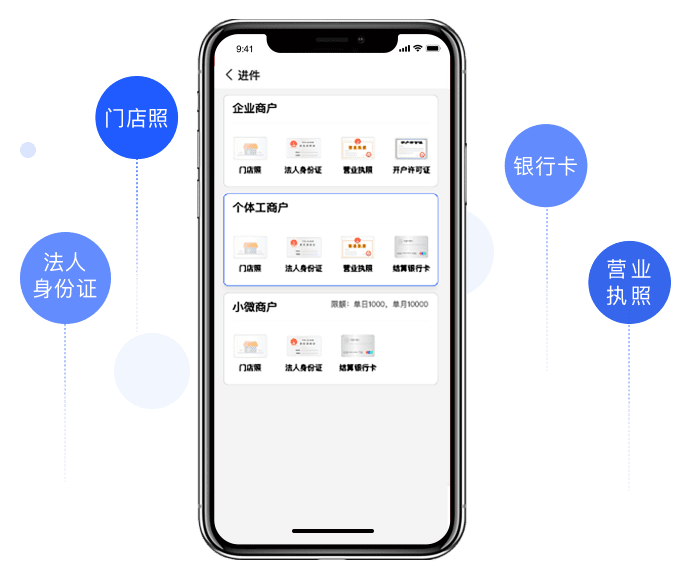 9:41
进件
门店照
法人
身份证
银行卡
营业
执照
企业商户
门店照 法人身份证 营业执照 开户许可证
个体工商户
门店照 法人身份证 营业执照 结算银行卡
小微商户 限额：单日1000，单月10000
门店照 法人身份证 结算银行卡